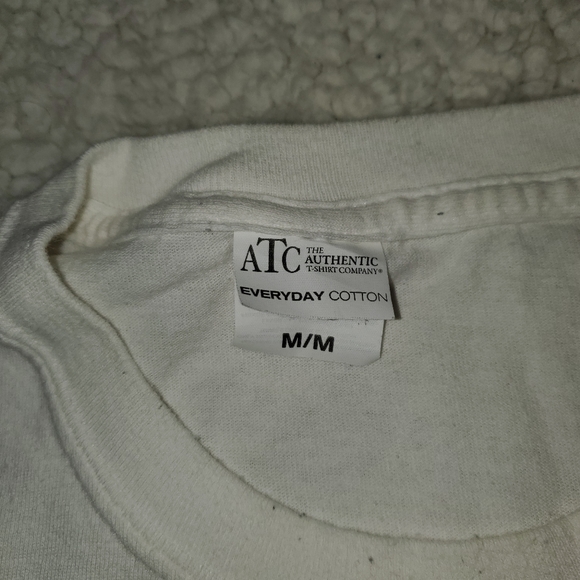 ATC THE AUTHENTIC T-SHIRT COMPANY®
EVERYDAY COTTON
M/M